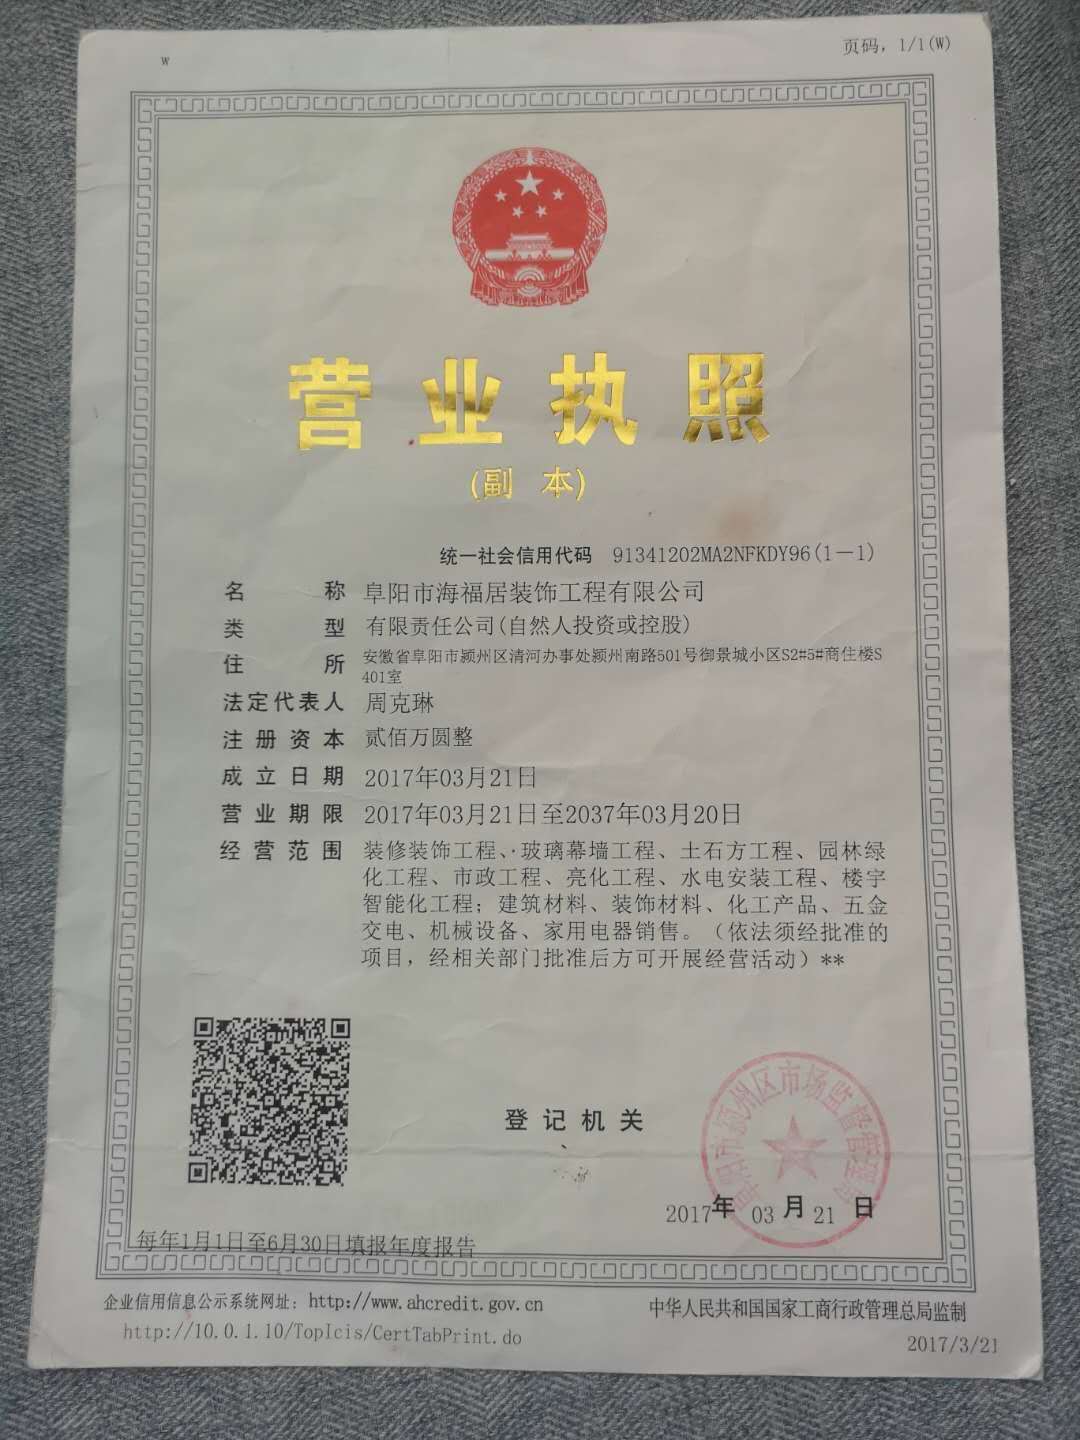 w
页码，1/1(W)
营业执照
(副 本)
统一社会信用代码 91341202MA2NFKDY96(1－1)
名 称 阜阳市海福居装饰工程有限公司
类 型 有限责任公司(自然人投资或控股)
住 所 安徽省阜阳市颍州区清河办事处颍州南路501号御景城小区S2#5#商住楼S
401室
法定代表人 周克琳
注册资本 贰佰万圆整
成立日期 2017年03月21日
营业期限 2017年03月21日至2037年03月20日
经营范围 装修装饰工程、玻璃幕墙工程、土石方工程、园林绿
化工程、市政工程、亮化工程、水电安装工程、楼宇
智能化工程；建筑材料、装饰材料、化工产品、五金
交电、机械设备、家用电器销售。（依法须经批准的
项目，经相关部门批准后方可开展经营活动）**
登记机关
阜阳市颍州区市场监督管理局
2017年 03 月 21 日
每年1月1日至6月30日填报年度报告
企业信用信息公示系统网址：http://www.ahcredit.gov.cn
中华人民共和国国家工商行政管理总局监制
http://10.0.1.10/TopIcis/CertTabPrint.do
2017/3/21